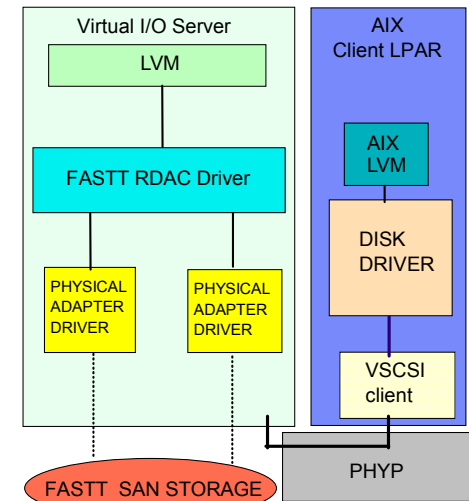 Virtual I/O Server
LVM
FASTT RDAC Driver
PHYSICAL
ADAPTER
DRIVER
PHYSICAL
ADAPTER
DRIVER
FASTT SAN STORAGE
AIX
Client LPAR
AIX
LVM
DISK
DRIVER
VSCSI
client
PHYP